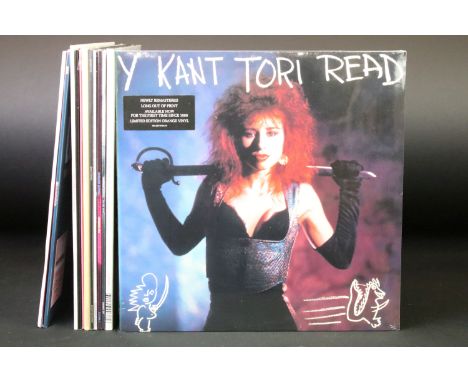 Y KANT TORI READ
NEWLY REMASTERED
LONG OUT OF PRINT
AVAILABLE NOW
FOR THE FIRST TIME SINCE 1988
LIMITED EDITION ORANGE VINYL